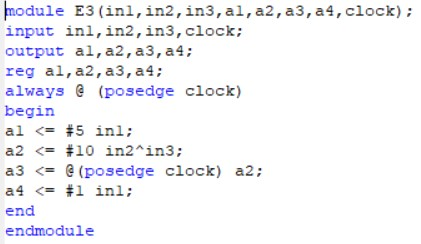 module E3(in1,in2,in3,a1,a2,a3,a4,clock);
input in1,in2,in3,clock;
output a1,a2,a3,a4;
reg a1,a2,a3,a4;
always @ (posedge clock)
begin
a1 <= #5 in1;
a2 <= #10 in2^in3;
a3 <= @(posedge clock) a2;
a4 <= #1 in1;
end
endmodule